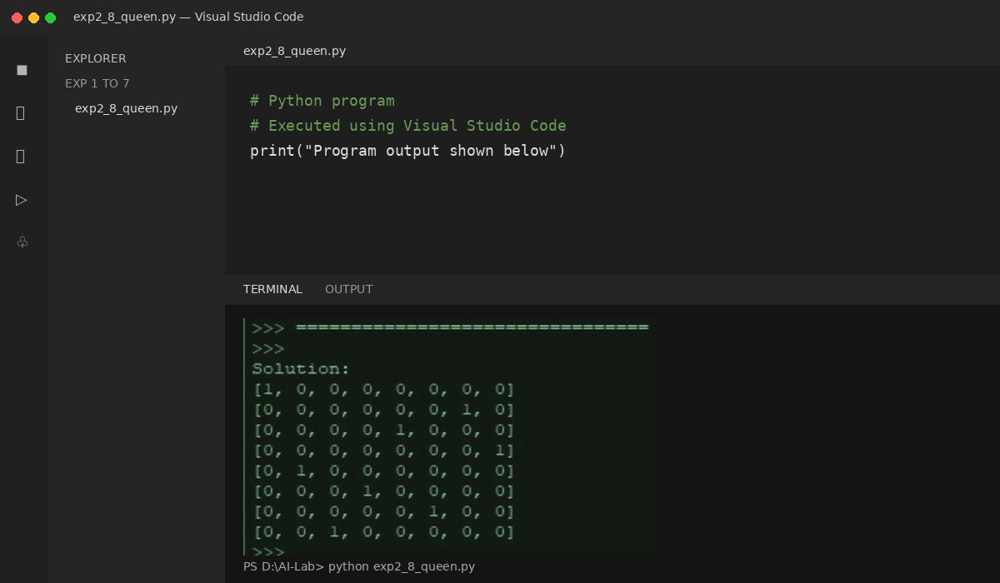 exp2_8_queen.py — Visual Studio Code
EXPLORER
EXP 1 TO 7
exp2_8_queen.py
exp2_8_queen.py
# Python program
# Executed using Visual Studio Code
print("Program output shown below")
TERMINAL OUTPUT
>>> ================================
>>>
Solution:
[1, 0, 0, 0, 0, 0, 0, 0]
[0, 0, 0, 0, 0, 0, 1, 0]
[0, 0, 0, 0, 1, 0, 0, 0]
[0, 0, 0, 0, 0, 0, 0, 1]
[0, 1, 0, 0, 0, 0, 0, 0]
[0, 0, 0, 1, 0, 0, 0, 0]
[0, 0, 0, 0, 0, 1, 0, 0]
[0, 0, 1, 0, 0, 0, 0, 0]
>>>
PS D:\AI-Lab> python exp2_8_queen.py